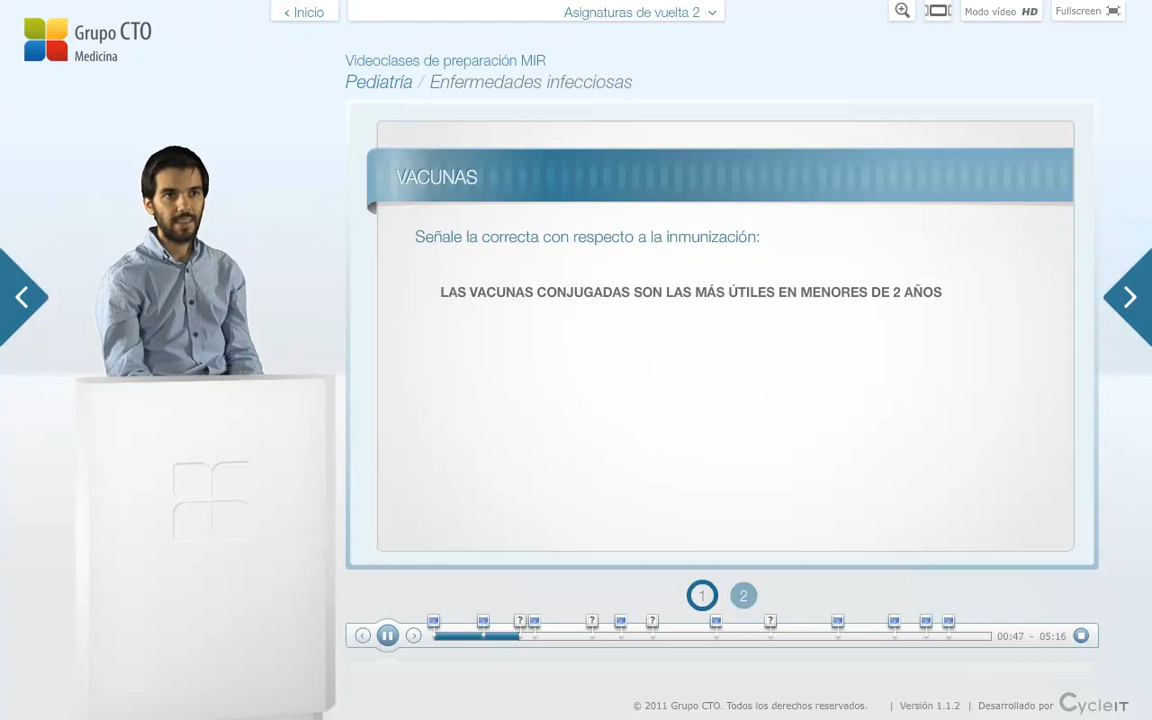 ‹ Inicio
Asignaturas de vuelta 2
Modo vídeo HD
Fullscreen
Grupo CTO
Medicina
Videoclases de preparación MIR
Pediatría / Enfermedades infecciosas
VACUNAS
Señale la correcta con respecto a la inmunización:
LAS VACUNAS CONJUGADAS SON LAS MÁS ÚTILES EN MENORES DE 2 AÑOS
1 2
? ? ? ?
00:47 - 05:16
© 2011 Grupo CTO. Todos los derechos reservados. | Versión 1.1.2 | Desarrollado por CycleIT